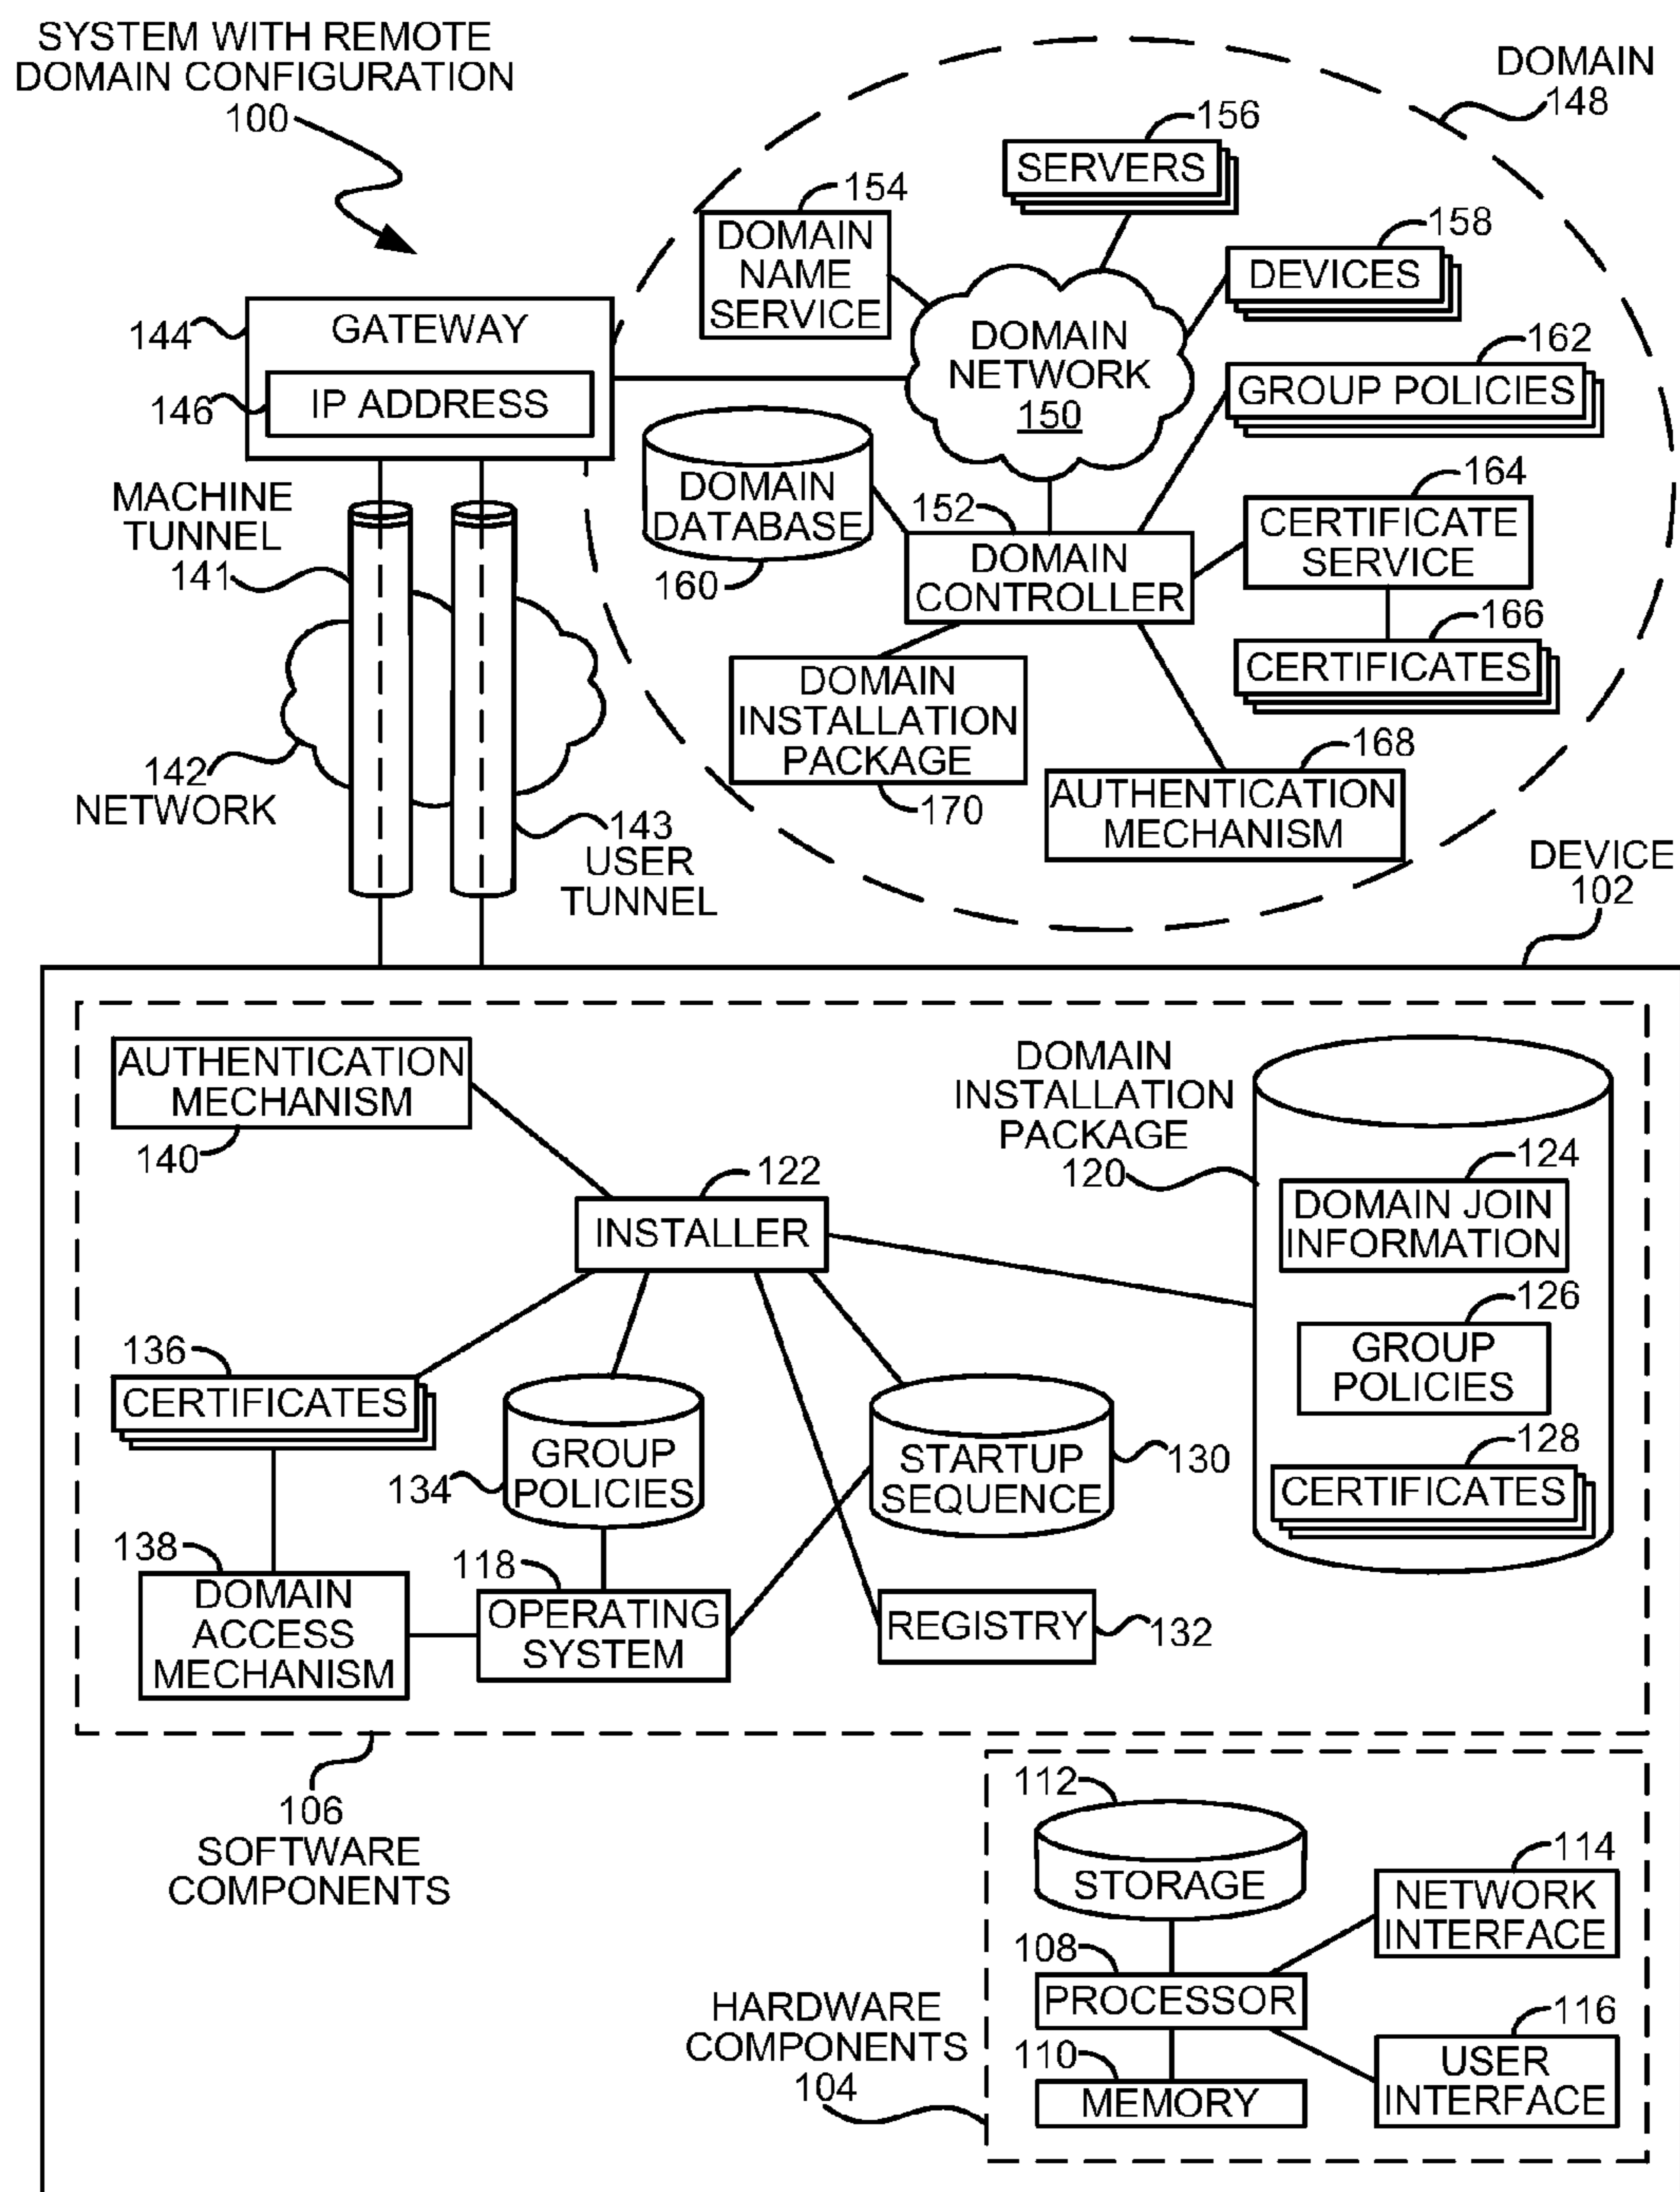 SYSTEM WITH REMOTE
DOMAIN CONFIGURATION
100
DOMAIN
148
156
SERVERS
154
DOMAIN
NAME
SERVICE
158
DEVICES
144
GATEWAY
146
IP ADDRESS
DOMAIN
NETWORK
150
162
GROUP POLICIES
DOMAIN
DATABASE
160
152
DOMAIN
CONTROLLER
164
CERTIFICATE
SERVICE
166
CERTIFICATES
MACHINE
TUNNEL
141
142
NETWORK
143
USER
TUNNEL
DOMAIN
INSTALLATION
PACKAGE
170
168
AUTHENTICATION
MECHANISM
DEVICE
102
AUTHENTICATION
MECHANISM
140
122
INSTALLER
DOMAIN
INSTALLATION
PACKAGE
120
124
DOMAIN JOIN
INFORMATION
126
GROUP
POLICIES
128
CERTIFICATES
136
CERTIFICATES
134
GROUP
POLICIES
STARTUP
SEQUENCE
130
138
DOMAIN
ACCESS
MECHANISM
118
OPERATING
SYSTEM
REGISTRY
132
106
SOFTWARE
COMPONENTS
112
STORAGE
114
NETWORK
INTERFACE
108
PROCESSOR
HARDWARE
COMPONENTS
104
110
MEMORY
116
USER
INTERFACE